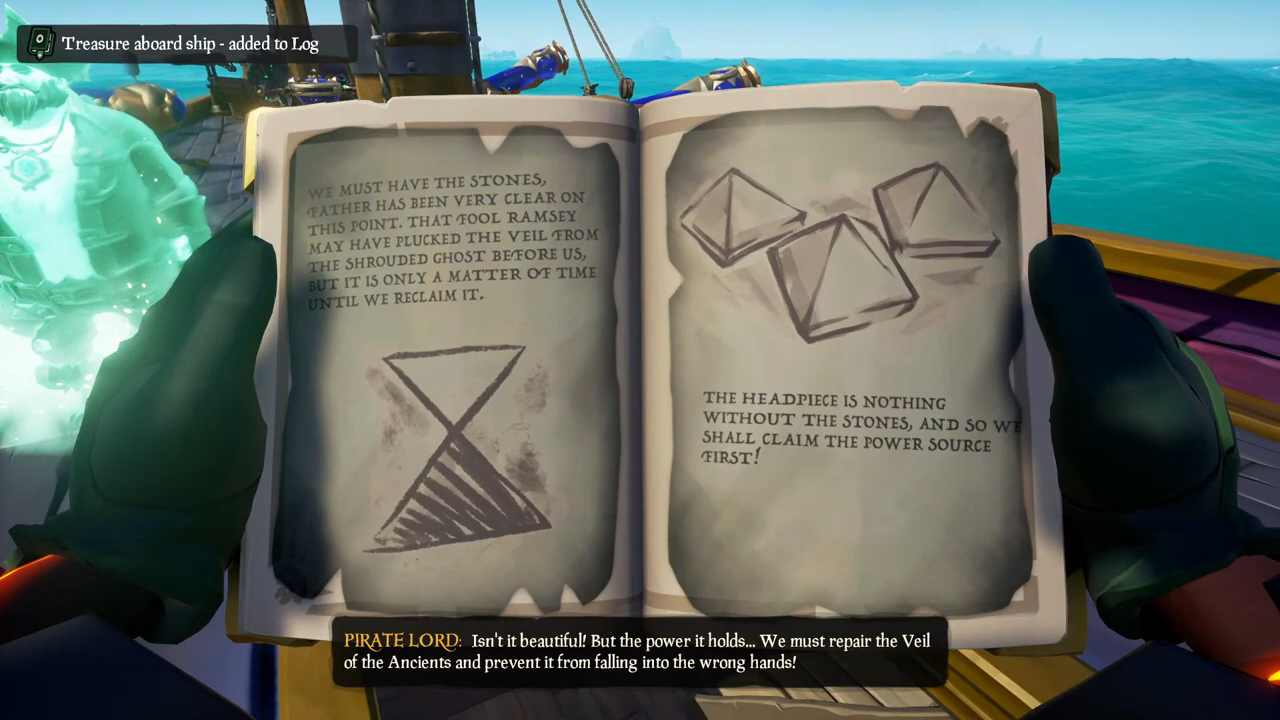 Treasure aboard ship - added to Log
WE MUST HAVE THE STONES,
FATHER HAS BEEN VERY CLEAR ON
THIS POINT. THAT FOOL RAMSEY
MAY HAVE PLUCKED THE VEIL FROM
THE SHROUDED GHOST BEFORE US,
BUT IT IS ONLY A MATTER OF TIME
UNTIL WE RECLAIM IT.
THE HEADPIECE IS NOTHING
WITHOUT THE STONES, AND SO WE
SHALL CLAIM THE POWER SOURCE
FIRST!
PIRATE LORD: Isn't it beautiful! But the power it holds... We must repair the Veil
of the Ancients and prevent it from falling into the wrong hands!